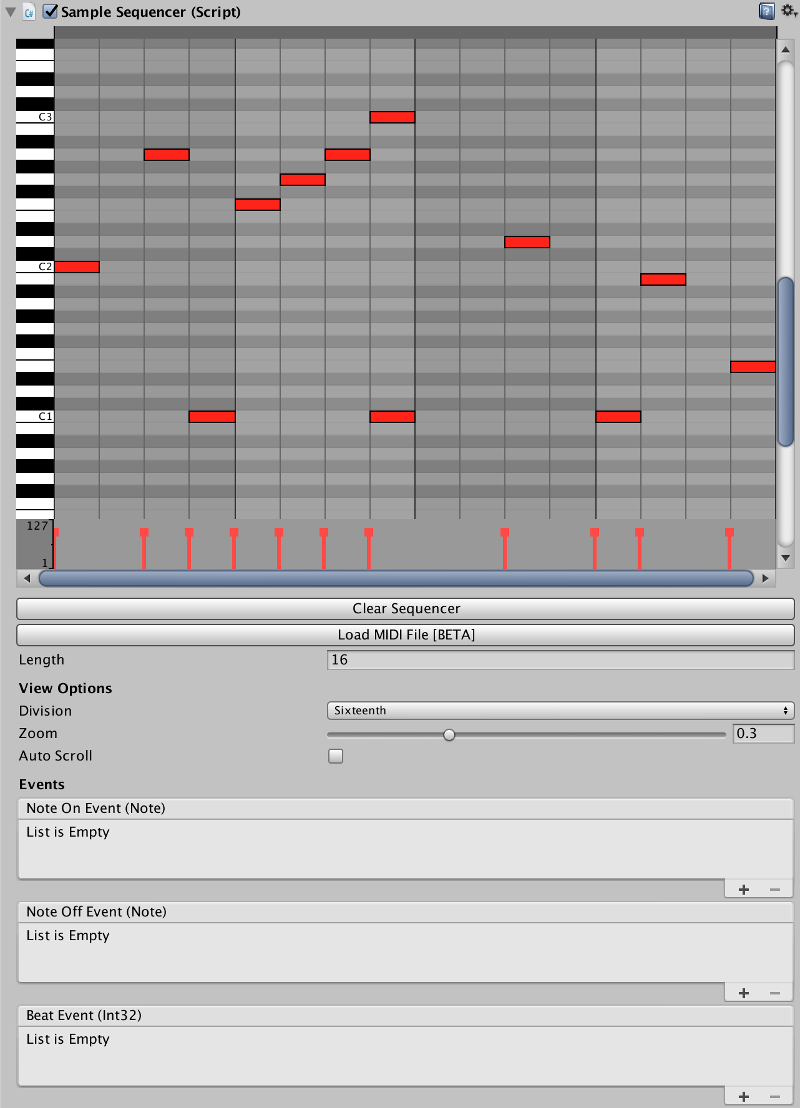 Sample Sequencer (Script)
C3
C2
C1
127
1
Clear Sequencer
Load MIDI File [BETA]
Length 16
View Options
Division Sixteenth
Zoom 0.3
Auto Scroll
Events
Note On Event (Note)
List is Empty
+ −
Note Off Event (Note)
List is Empty
+ −
Beat Event (Int32)
List is Empty
+ −